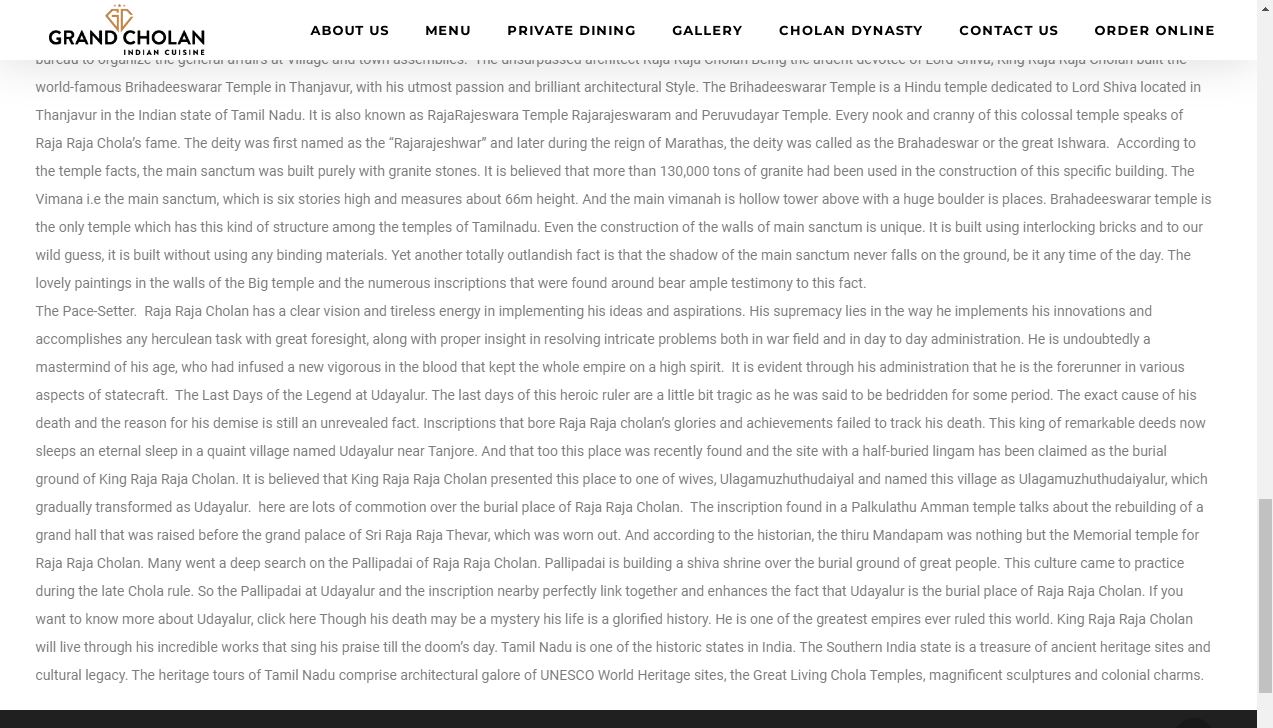 GRAND CHOLAN
INDIAN CUISINE
ABOUT US MENU PRIVATE DINING GALLERY CHOLAN DYNASTY CONTACT US ORDER ONLINE
bureau to organize the general affairs at village and town assemblies.  The unsurpassed architect Raja Raja Cholan Being the ardent devotee of Lord Shiva, King Raja Raja Cholan built the
world-famous Brihadeeswarar Temple in Thanjavur, with his utmost passion and brilliant architectural Style. The Brihadeeswarar Temple is a Hindu temple dedicated to Lord Shiva located in
Thanjavur in the Indian state of Tamil Nadu. It is also known as RajaRajeswara Temple Rajarajeswaram and Peruvudayar Temple. Every nook and cranny of this colossal temple speaks of
Raja Raja Chola’s fame. The deity was first named as the “Rajarajeshwar” and later during the reign of Marathas, the deity was called as the Brahadeswar or the great Ishwara.  According to
the temple facts, the main sanctum was built purely with granite stones. It is believed that more than 130,000 tons of granite had been used in the construction of this specific building. The
Vimana i.e the main sanctum, which is six stories high and measures about 66m height. And the main vimanah is hollow tower above with a huge boulder is places. Brahadeeswarar temple is
the only temple which has this kind of structure among the temples of Tamilnadu. Even the construction of the walls of main sanctum is unique. It is built using interlocking bricks and to our
wild guess, it is built without using any binding materials. Yet another totally outlandish fact is that the shadow of the main sanctum never falls on the ground, be it any time of the day. The
lovely paintings in the walls of the Big temple and the numerous inscriptions that were found around bear ample testimony to this fact.
The Pace-Setter.  Raja Raja Cholan has a clear vision and tireless energy in implementing his ideas and aspirations. His supremacy lies in the way he implements his innovations and
accomplishes any herculean task with great foresight, along with proper insight in resolving intricate problems both in war field and in day to day administration. He is undoubtedly a
mastermind of his age, who had infused a new vigorous in the blood that kept the whole empire on a high spirit.  It is evident through his administration that he is the forerunner in various
aspects of statecraft.  The Last Days of the Legend at Udayalur. The last days of this heroic ruler are a little bit tragic as he was said to be bedridden for some period. The exact cause of his
death and the reason for his demise is still an unrevealed fact. Inscriptions that bore Raja Raja cholan’s glories and achievements failed to track his death. This king of remarkable deeds now
sleeps an eternal sleep in a quaint village named Udayalur near Tanjore. And that too this place was recently found and the site with a half-buried lingam has been claimed as the burial
ground of King Raja Raja Cholan. It is believed that King Raja Raja Cholan presented this place to one of wives, Ulagamuzhuthudaiyal and named this village as Ulagamuzhuthudaiyalur, which
gradually transformed as Udayalur.  here are lots of commotion over the burial place of Raja Raja Cholan.  The inscription found in a Palkulathu Amman temple talks about the rebuilding of a
grand hall that was raised before the grand palace of Sri Raja Raja Thevar, which was worn out. And according to the historian, the thiru Mandapam was nothing but the Memorial temple for
Raja Raja Cholan. Many went a deep search on the Pallipadai of Raja Raja Cholan. Pallipadai is building a shiva shrine over the burial ground of great people. This culture came to practice
during the late Chola rule. So the Pallipadai at Udayalur and the inscription nearby perfectly link together and enhances the fact that Udayalur is the burial place of Raja Raja Cholan. If you
want to know more about Udayalur, click here Though his death may be a mystery his life is a glorified history. He is one of the greatest empires ever ruled this world. King Raja Raja Cholan
will live through his incredible works that sing his praise till the doom’s day. Tamil Nadu is one of the historic states in India. The Southern India state is a treasure of ancient heritage sites and
cultural legacy. The heritage tours of Tamil Nadu comprise architectural galore of UNESCO World Heritage sites, the Great Living Chola Temples, magnificent sculptures and colonial charms.